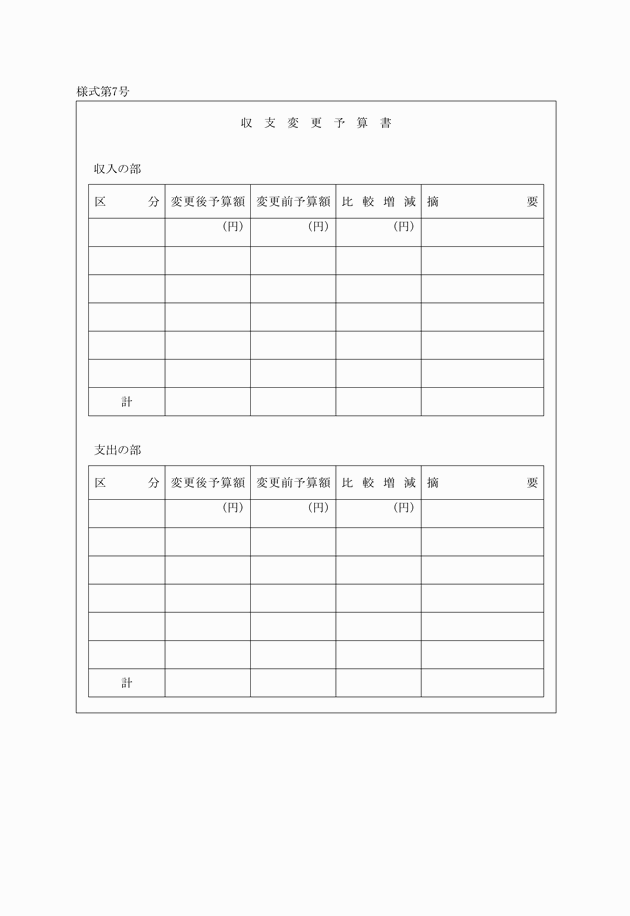 様式第7号
収支変更予算書
収入の部
区分 変更後予算額 変更前予算額 比較増減 摘要
(円) (円) (円)
計
支出の部
区分 変更後予算額 変更前予算額 比較増減 摘要
(円) (円) (円)
計